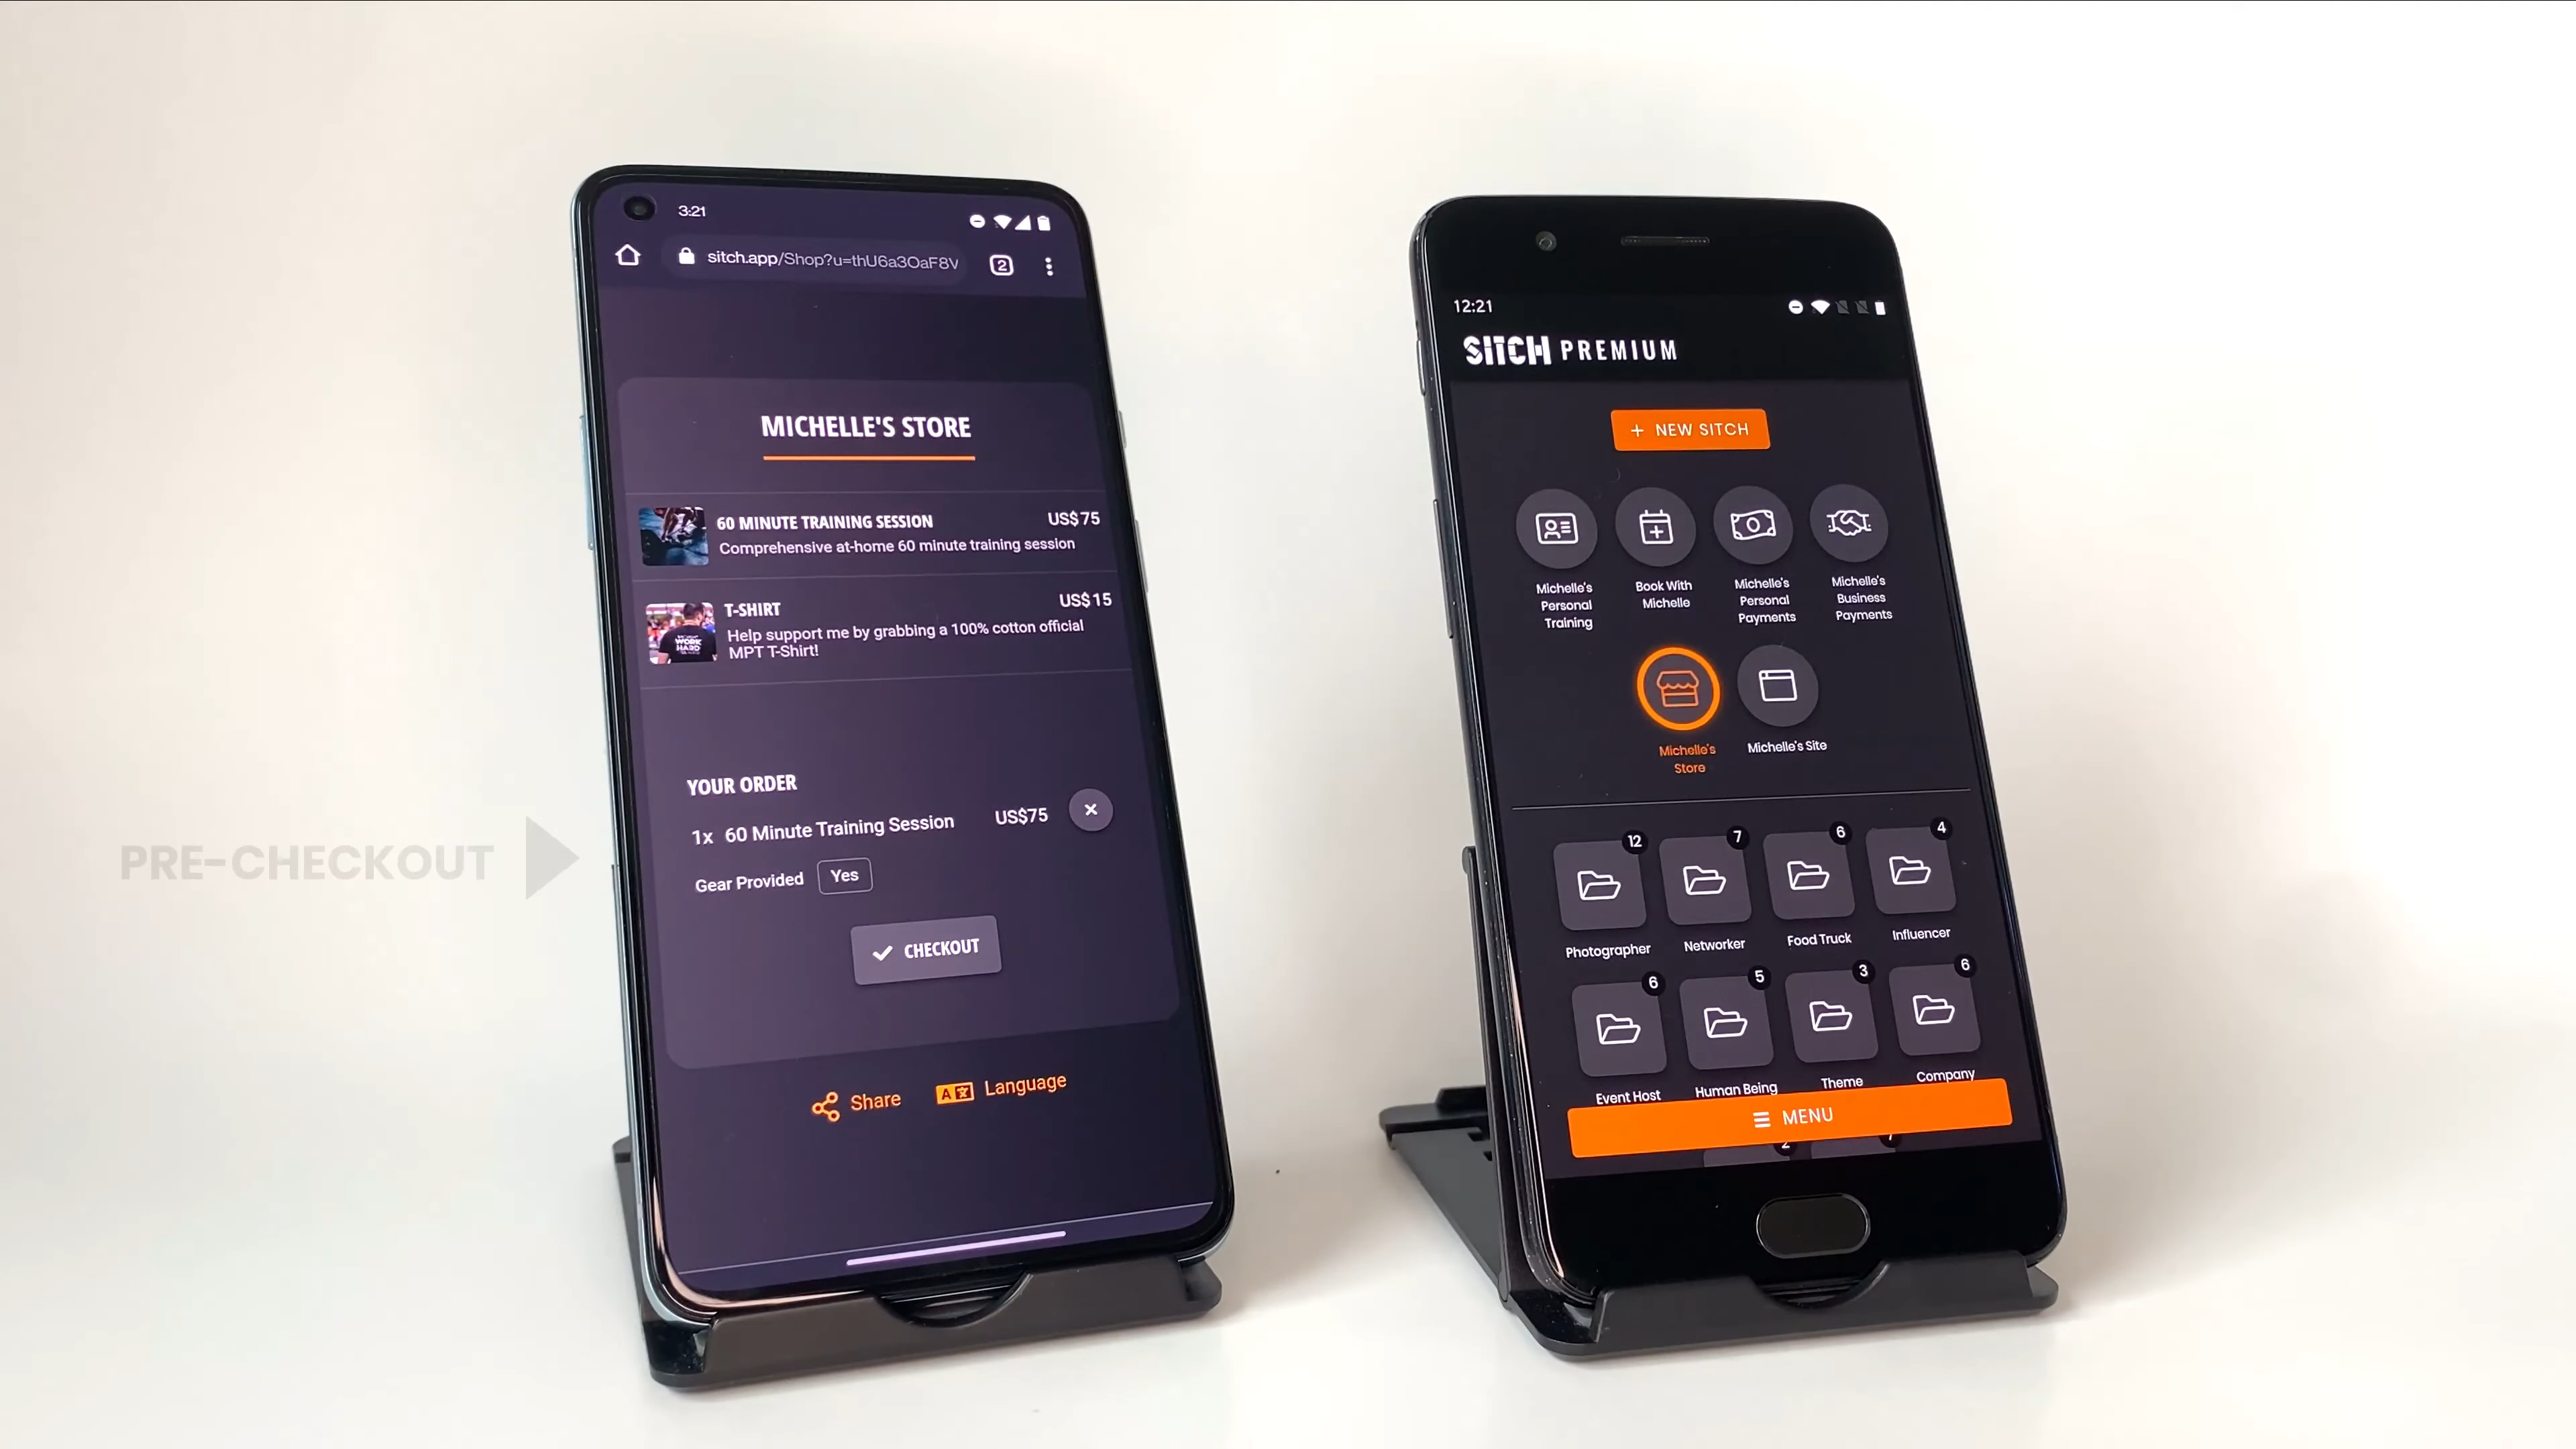 3:21
sitch.app/Shop?u=thU6a3OaF8V
2
MICHELLE'S STORE
60 MINUTE TRAINING SESSION
US$75
Comprehensive at-home 60 minute training session
T-SHIRT
US$15
Help support me by grabbing a 100% cotton official
MPT T-Shirt!
WORK
HARD
YOUR ORDER
1x 60 Minute Training Session
US$75
Gear Provided
Yes
CHECKOUT
Share
Language
PRE-CHECKOUT
12:21
SITCH PREMIUM
+ NEW SITCH
Michelle's
Personal
Training
Book With
Michelle
Michelle's
Personal
Payments
Michelle's
Business
Payments
Michelle's
Store
Michelle's Site
12
7
6
4
Photographer
Networker
Food Truck
Influencer
6
5
3
6
Event Host
Human Being
Theme
Company
MENU
2
7